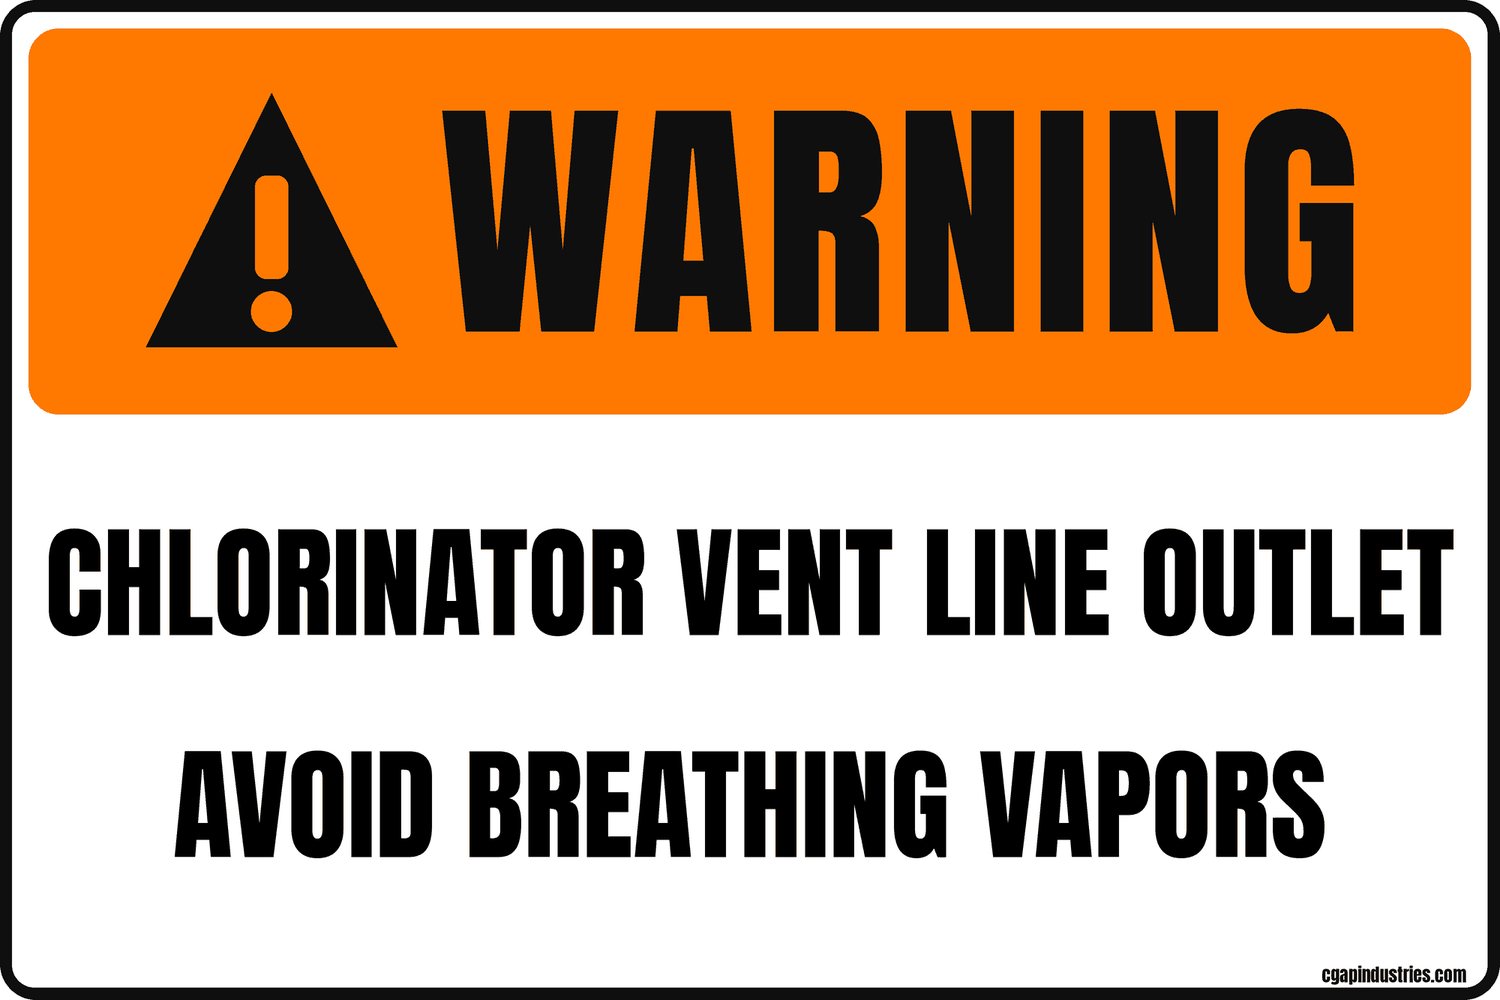 WARNING
CHLORINATOR VENT LINE OUTLET
AVOID BREATHING VAPORS
cgapindustries.com